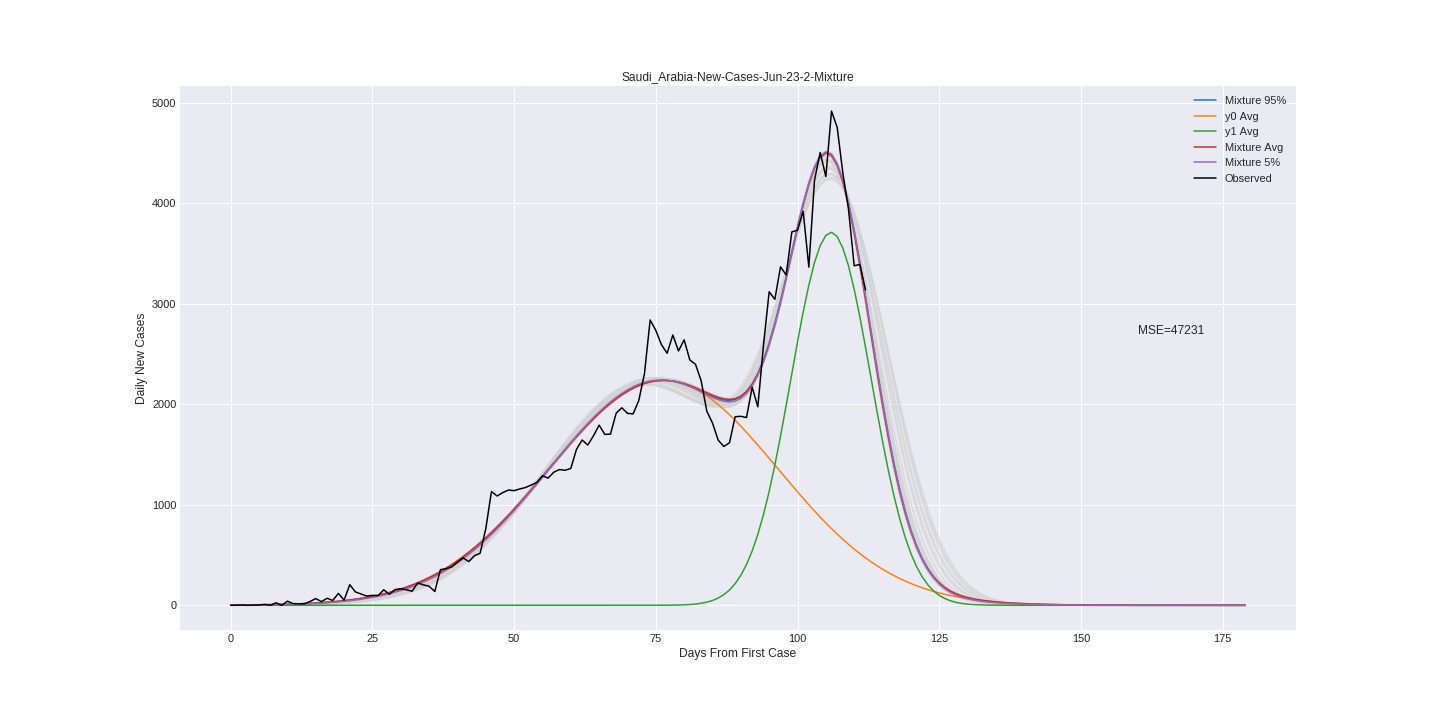 Saudi_Arabia-New-Cases-Jun-23-2-Mixture
5000
4000
3000
2000
1000
0
Daily New Cases
Mixture 95%
y0 Avg
y1 Avg
Mixture Avg
Mixture 5%
Observed
MSE=47231
0
25
50
75
100
125
150
175
Days From First Case